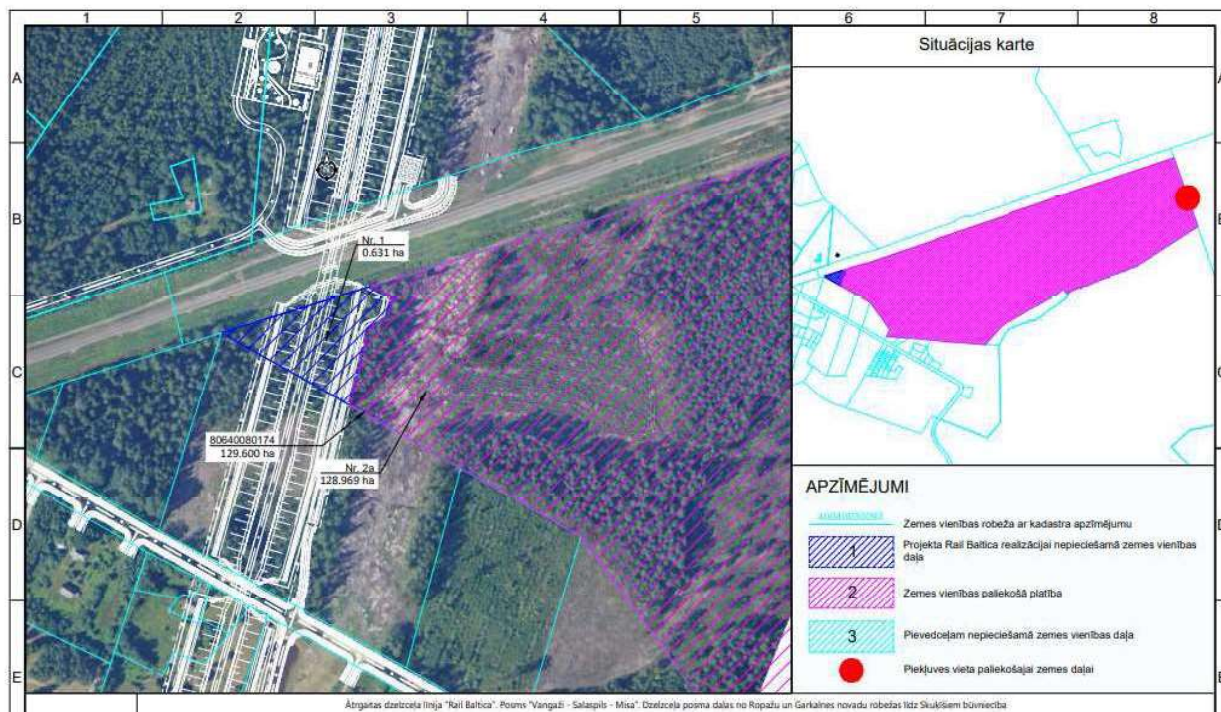 1 2 3 4 5 6 7 8
Situācijas karte
A
B
C
D
E
Nr. 1
0.631 ha
80640080174
129.600 ha
Nr. 2a
128.969 ha
APZĪMĒJUMI
Zemes vienības robeža ar kadastra apzīmējumu
1
Projekta Rail Baltica realizācijai nepieciešamā zemes vienības
daļa
2
Zemes vienības paliekošā platība
3
Pievedceļam nepieciešamā zemes vienības daļa
Piekļuves vieta paliekošajai zemes daļai
Ātrgaitas dzelzceļa līnija "Rail Baltica". Posms "Vangaži - Salaspils - Misa". Dzelzceļa posma daļas no Ropažu un Garkalnes novadu robežas līdz Skuķīšiem būvniecība